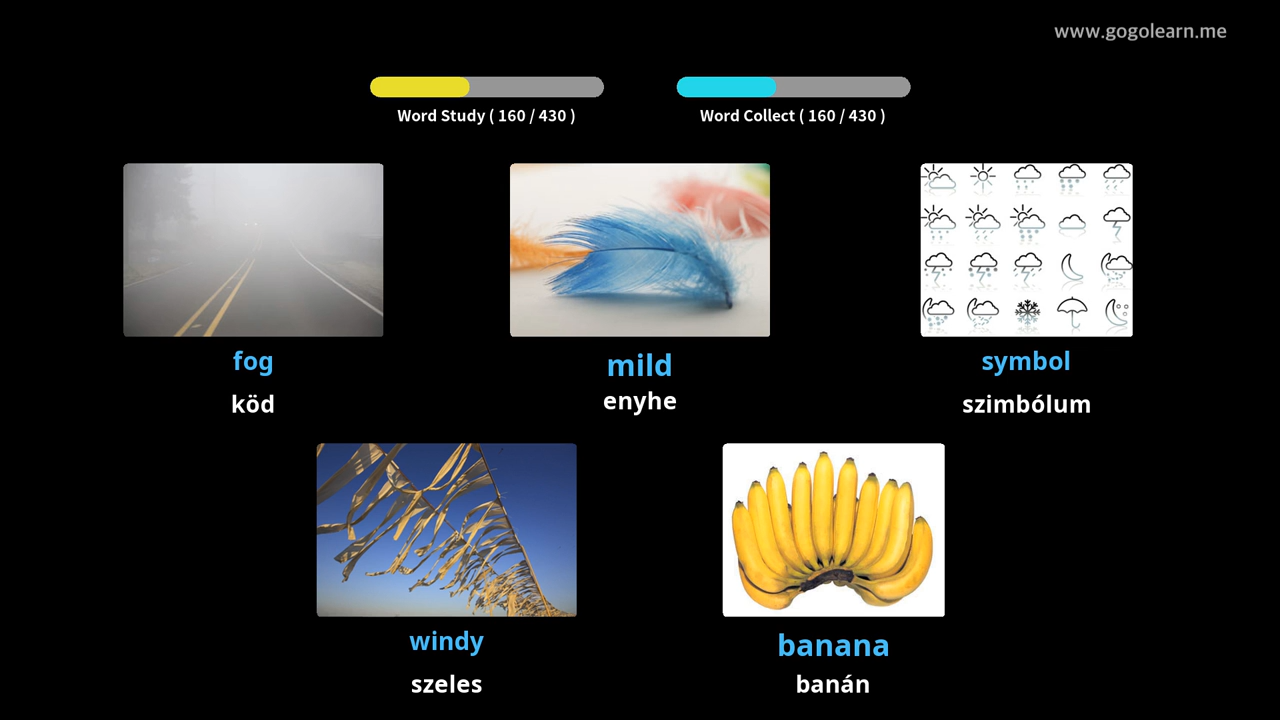 www.gogolearn.me
Word Study ( 160 / 430 )
Word Collect ( 160 / 430 )
fog
köd
mild
enyhe
symbol
szimbólum
windy
szeles
banana
banán